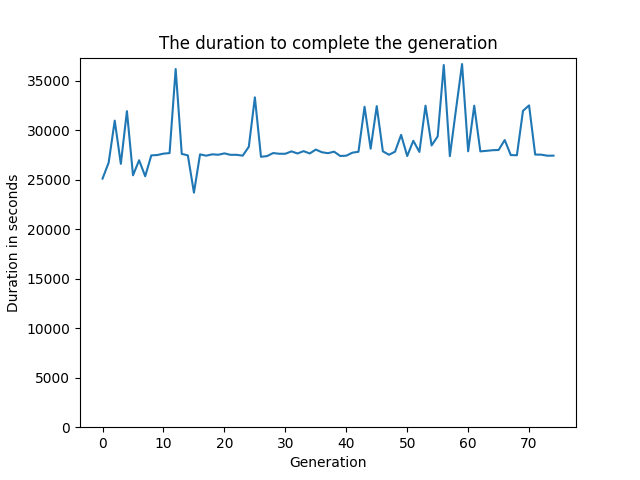 The duration to complete the generation
Duration in seconds
35000
30000
25000
20000
15000
10000
5000
0
0 10 20 30 40 50 60 70
Generation